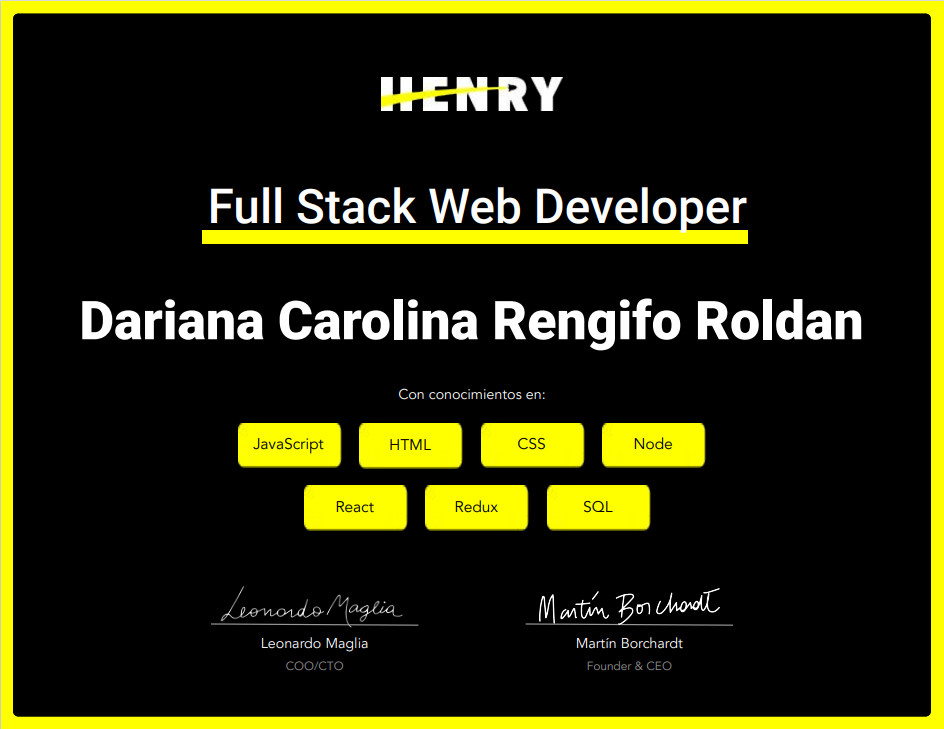 HENRY
Full Stack Web Developer
Dariana Carolina Rengifo Roldan
Con conocimientos en:
JavaScript HTML CSS Node
React Redux SQL
Leonardo Maglia Martín Borchardt
Leonardo Maglia Martín Borchardt
COO/CTO Founder & CEO